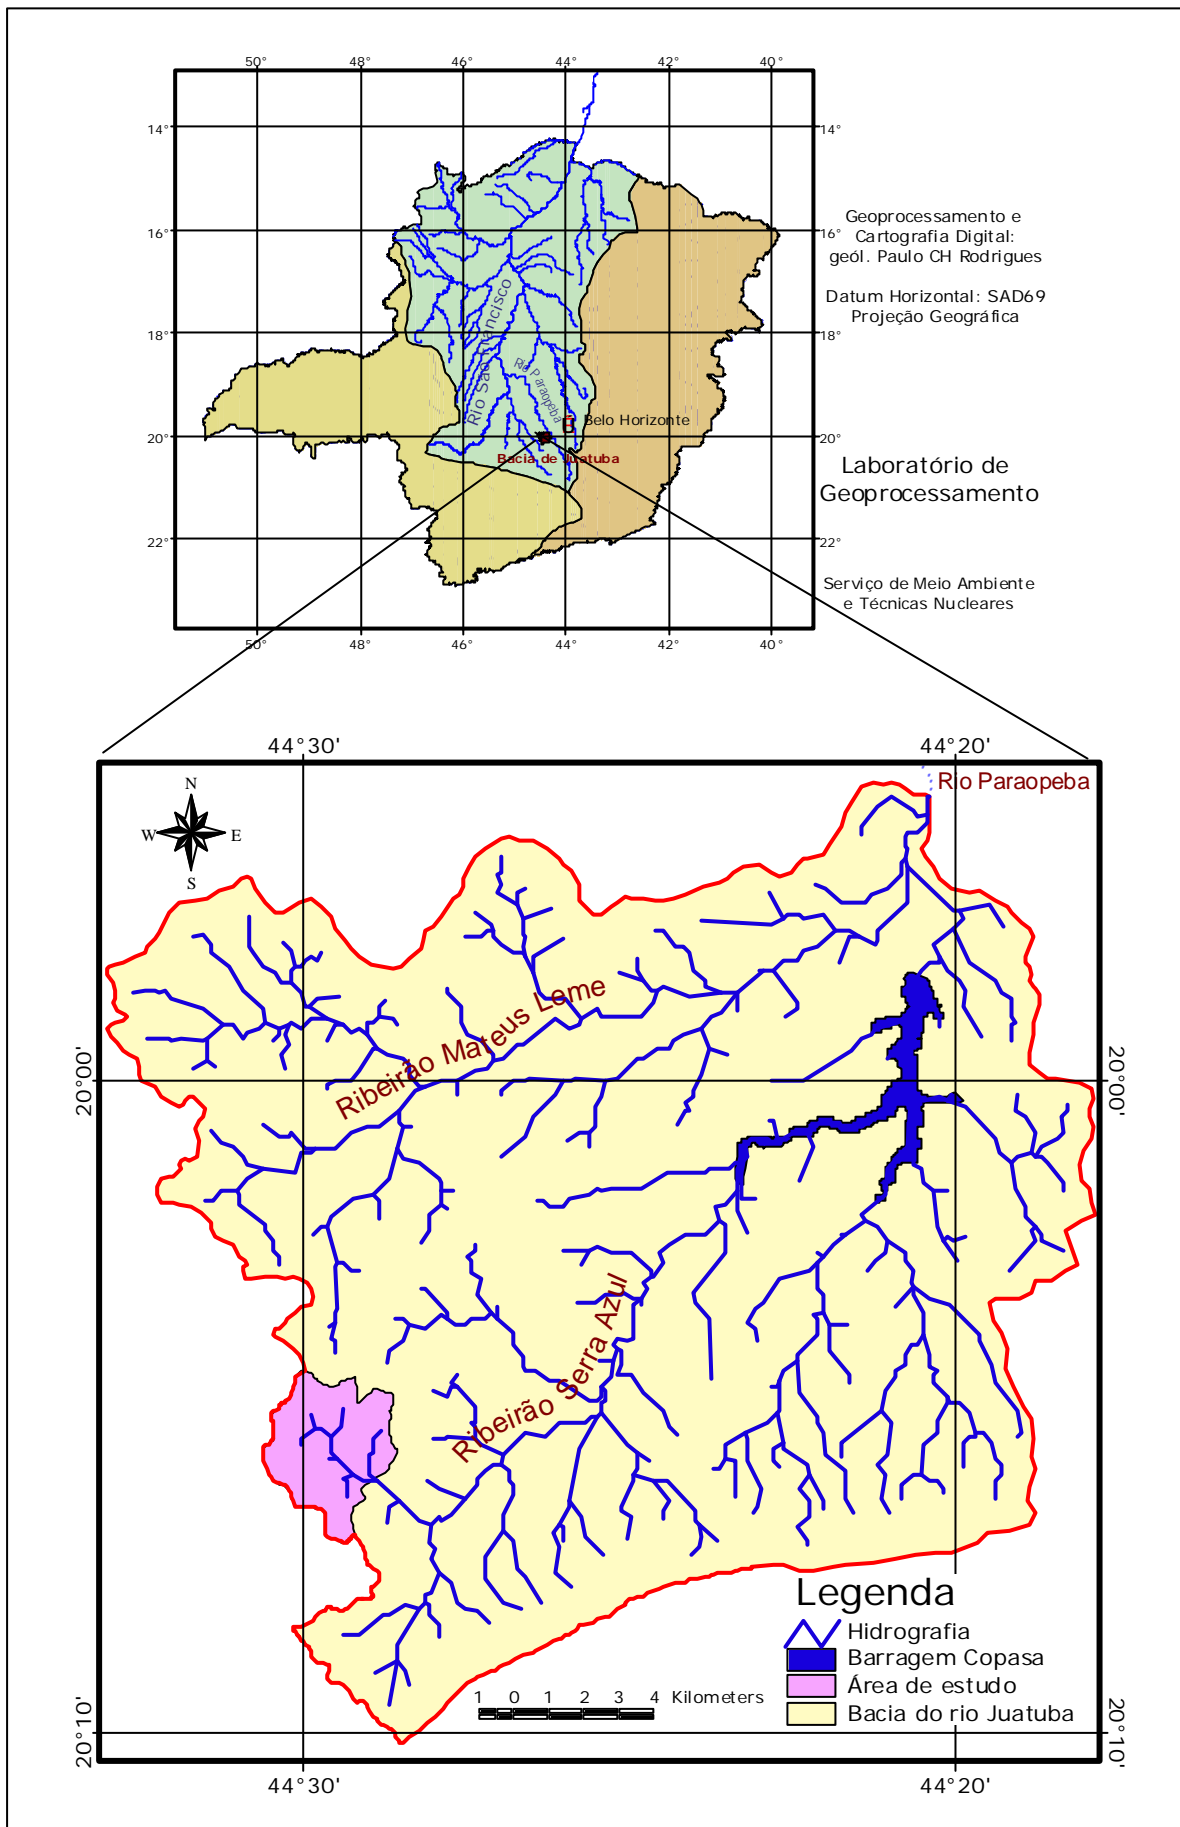 50°
48°
46°
44°
42°
40°
14°
14°
16°
16°
18°
18°
20°
20°
22°
22°
Rio São Francisco
Rio Paraopeba
Belo Horizonte
Bacia de Juatuba
50°
48°
46°
44°
42°
40°
Geoprocessamento e
Cartografia Digital:
geól. Paulo CH Rodrigues
Datum Horizontal: SAD69
Projeção Geográfica
Laboratório de
Geoprocessamento
Serviço de Meio Ambiente
e Técnicas Nucleares
44°30'
44°20'
N
W
E
S
Rio Paraopeba
Ribeirão Mateus Leme
20°00'
20°00'
Ribeirão Serra Azul
Legenda
Hidrografia
Barragem Copasa
Área de estudo
Bacia do rio Juatuba
1 0 1 2 3 4 Kilometers
20°10'
20°10'
44°30'
44°20'